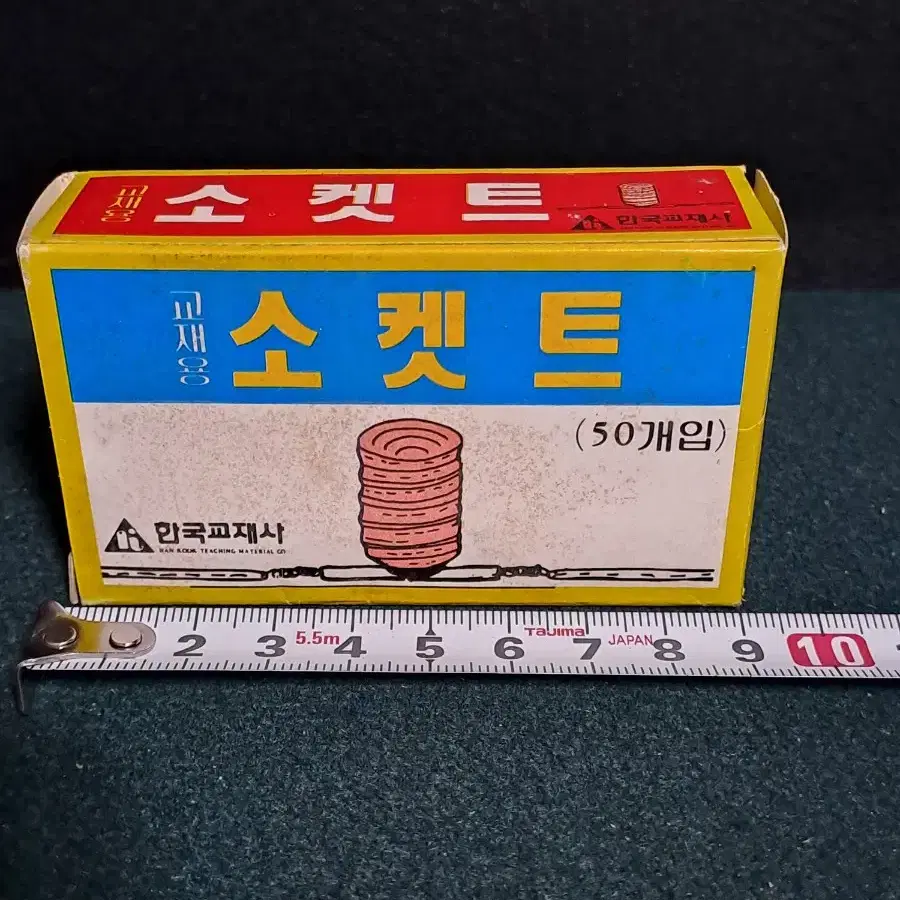 교재용 소켓트
한국교재사
교재용 소켓트
(50개입)
한국교재사
HAN KOOK TEACHING MATERIAL CO
2 3 5.5m 4 5 6 Tajima 7 JAPAN 8 9 10